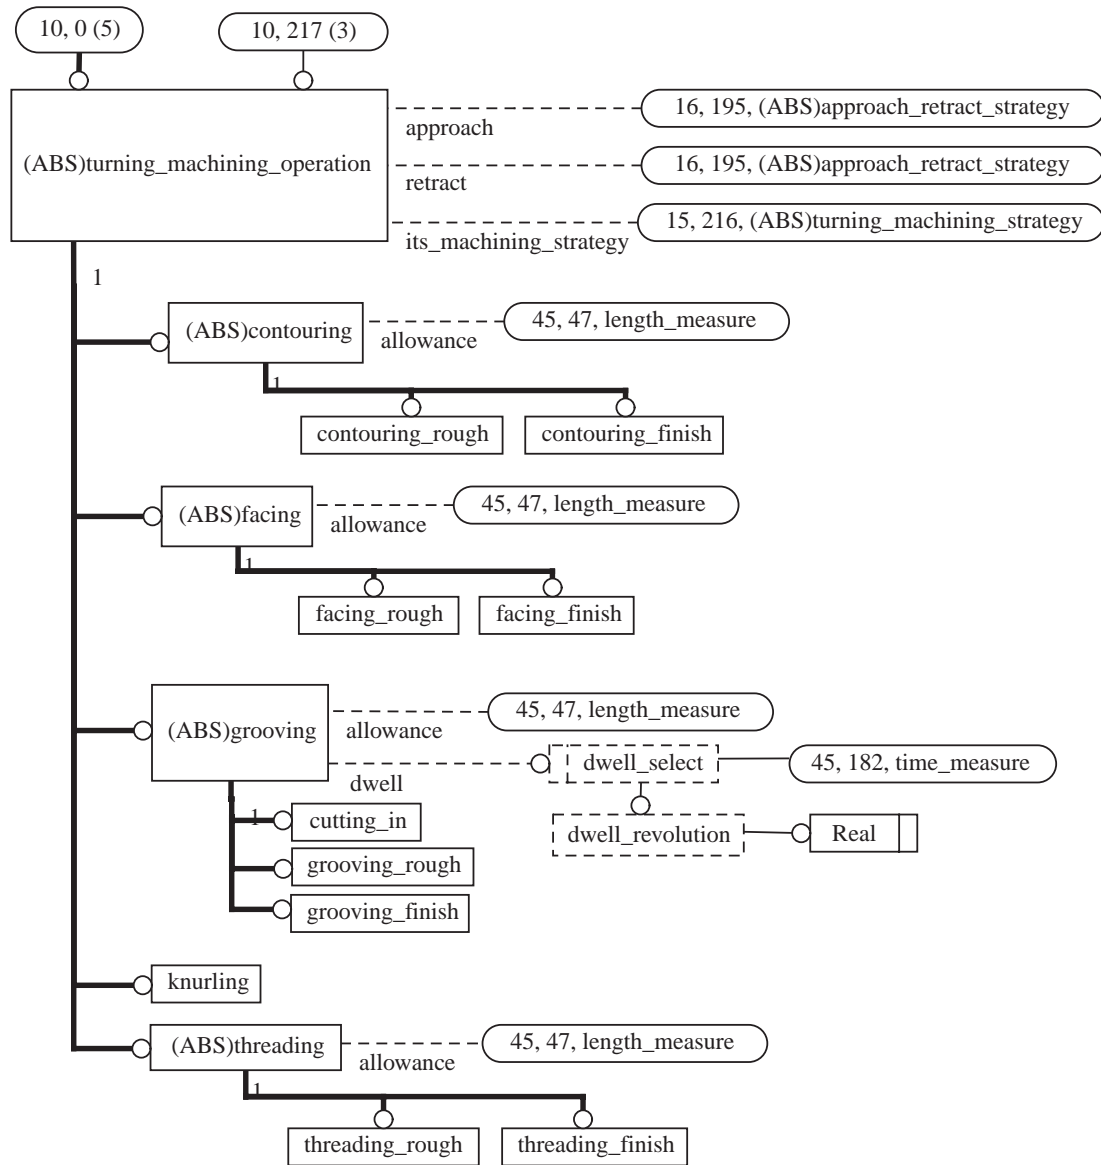 10, 0 (5)
10, 217 (3)
(ABS)turning_machining_operation
approach
16, 195, (ABS)approach_retract_strategy
retract
16, 195, (ABS)approach_retract_strategy
its_machining_strategy
15, 216, (ABS)turning_machining_strategy
1
(ABS)contouring
allowance
45, 47, length_measure
1
contouring_rough
contouring_finish
(ABS)facing
allowance
45, 47, length_measure
1
facing_rough
facing_finish
(ABS)grooving
allowance
45, 47, length_measure
dwell
dwell_select
45, 182, time_measure
1
cutting_in
dwell_revolution
Real
grooving_rough
grooving_finish
knurling
(ABS)threading
allowance
45, 47, length_measure
1
threading_rough
threading_finish